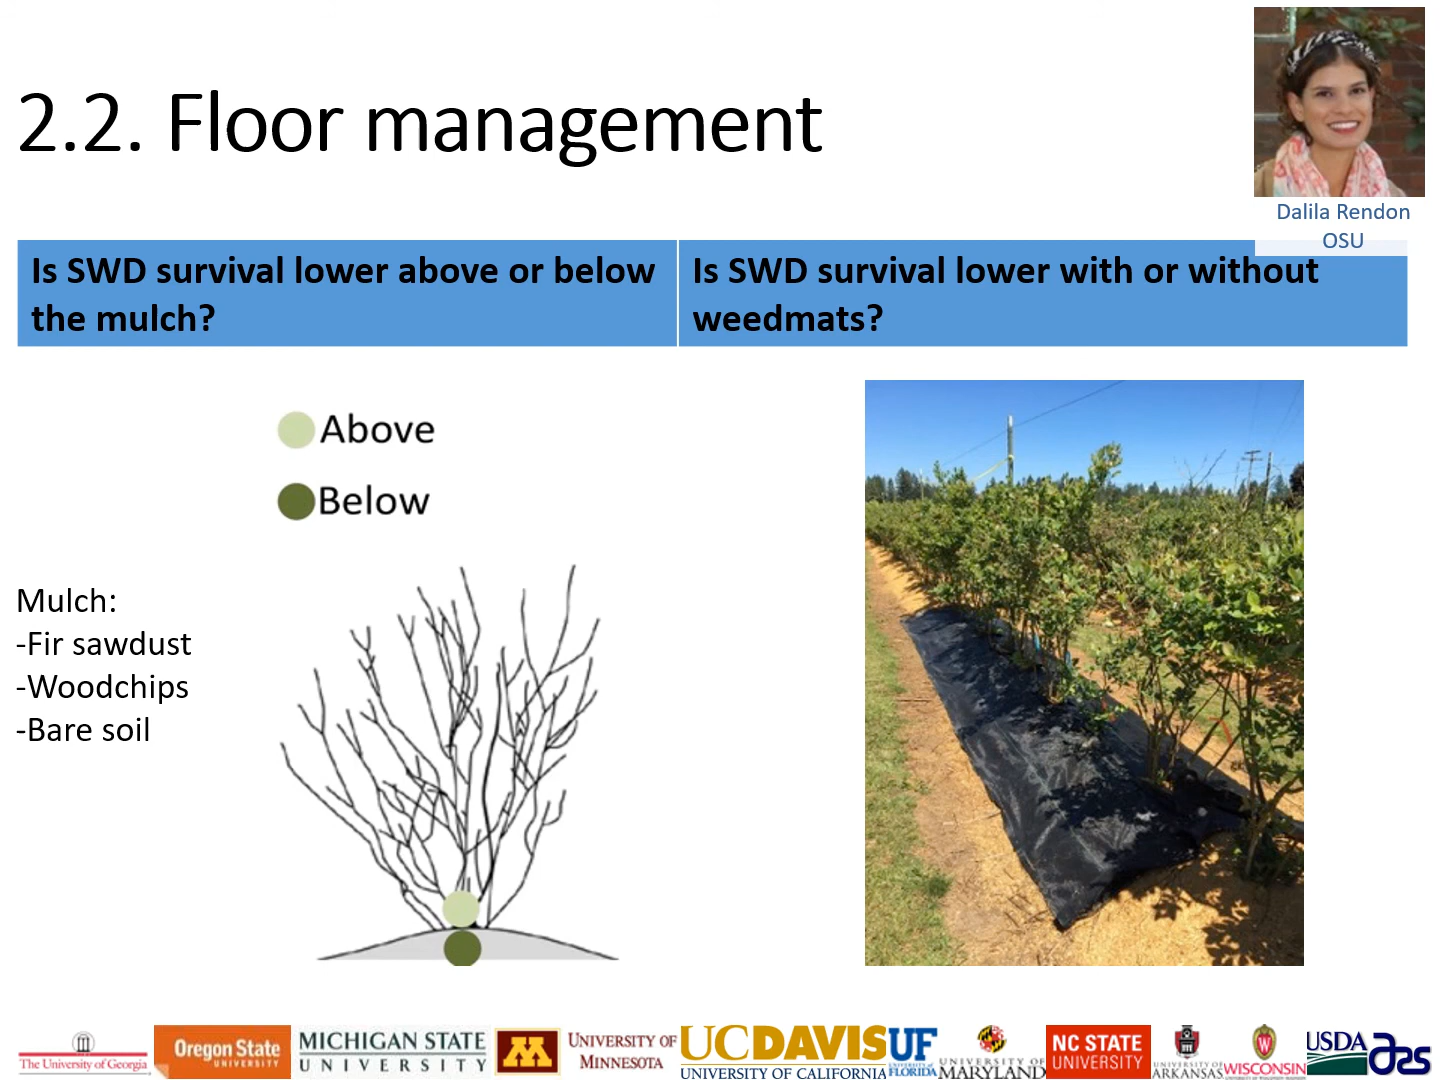 2.2. Floor management
Dalila Rendon
OSU
Is SWD survival lower above or below
the mulch?
Is SWD survival lower with or without
weedmats?
Above
Below
Mulch:
-Fir sawdust
-Woodchips
-Bare soil
The University of Georgia
Oregon State
UNIVERSITY
MICHIGAN STATE
UNIVERSITY
M
UNIVERSITY OF
MINNESOTA
UCDAVIS
UNIVERSITY OF CALIFORNIA
UF
UNIVERSITY of
FLORIDA
UNIVERSITY OF
MARYLAND
NC STATE
UNIVERSITY
UNIVERSITY OF
ARKANSAS
W
WISCONSIN
USDA
ars